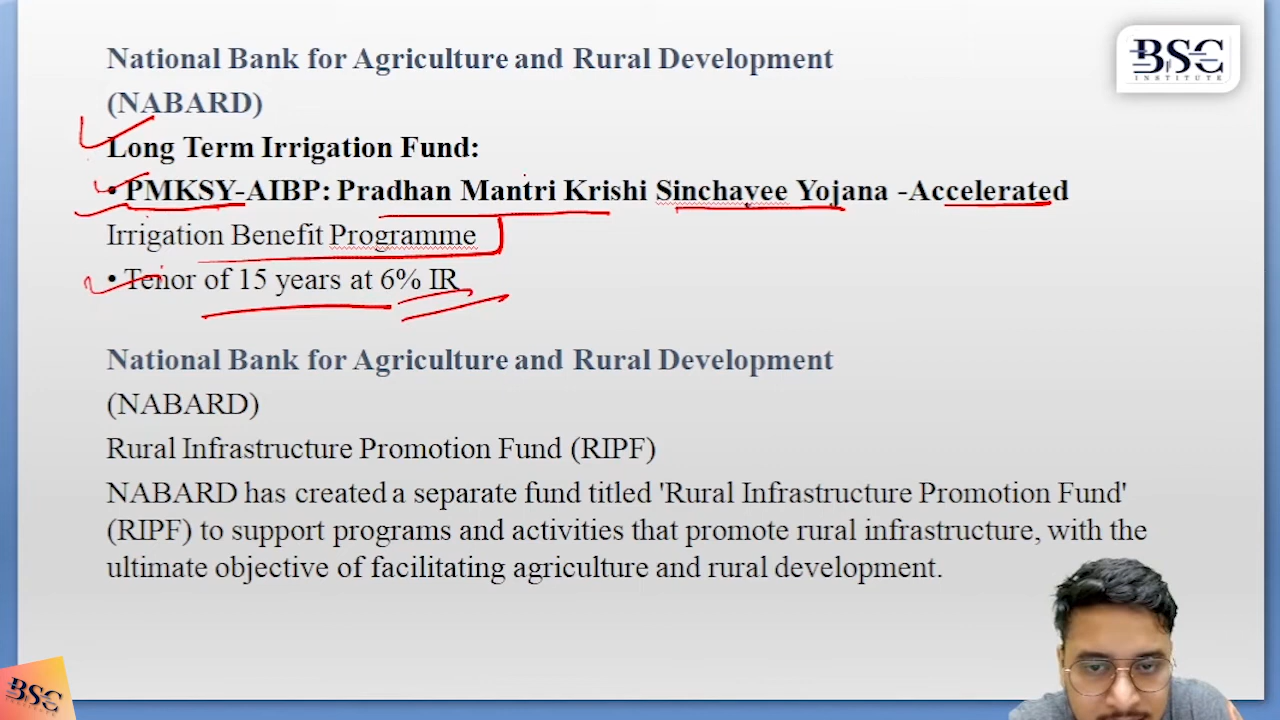 National Bank for Agriculture and Rural Development
BSC
INSTITUTE
(NABARD)
Long Term Irrigation Fund:
• PMKSY-AIBP: Pradhan Mantri Krishi Sinchayee Yojana -Accelerated
Irrigation Benefit Programme
• Tenor of 15 years at 6% IR
National Bank for Agriculture and Rural Development
(NABARD)
Rural Infrastructure Promotion Fund (RIPF)
NABARD has created a separate fund titled 'Rural Infrastructure Promotion Fund'
(RIPF) to support programs and activities that promote rural infrastructure, with the
ultimate objective of facilitating agriculture and rural development.
BSC